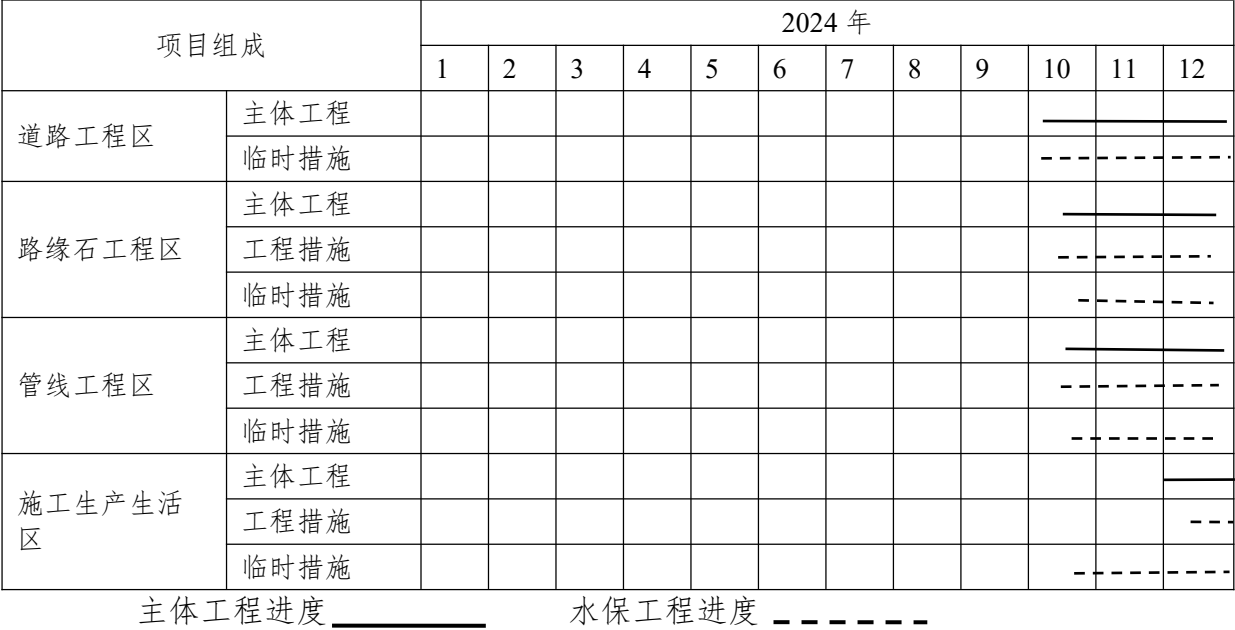 项目组成
2024 年
1 2 3 4 5 6 7 8 9 10 11 12
道路工程区
主体工程
临时措施
路缘石工程区
主体工程
工程措施
临时措施
管线工程区
主体工程
工程措施
临时措施
施工生产生活
区
主体工程
工程措施
临时措施
主体工程进度 水保工程进度